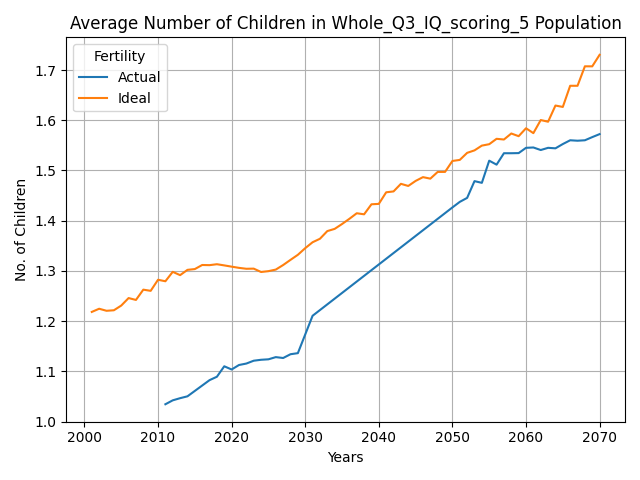 Average Number of Children in Whole_Q3_IQ_scoring_5 Population
Fertility
Actual
Ideal
No. of Children
1.7
1.6
1.5
1.4
1.3
1.2
1.1
1.0
2000 2010 2020 2030 2040 2050 2060 2070
Years